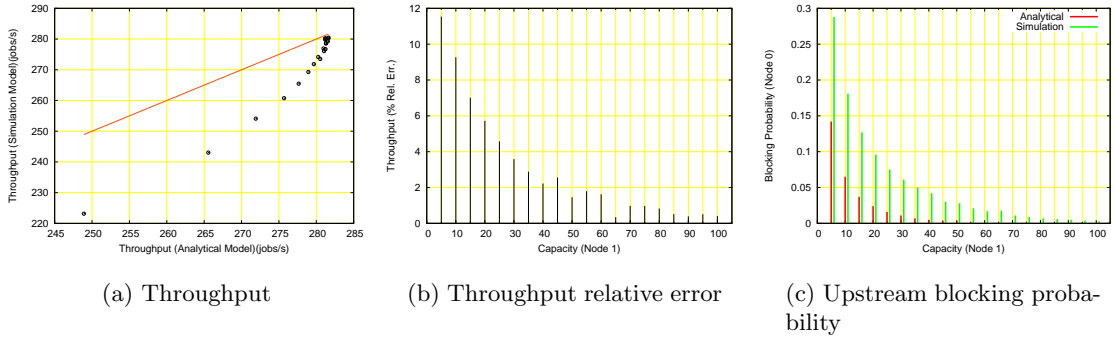 290
280
270
260
250
240
230
220
245 250 255 260 265 270 275 280 285
Throughput (Simulation Model)(jobs/s)
Throughput (Analytical Model)(jobs/s)
(a) Throughput
12
10
8
6
4
2
0
0 10 20 30 40 50 60 70 80 90 100
Throughput (% Rel. Err.)
Capacity (Node 1)
(b) Throughput relative error
0.3
0.25
0.2
0.15
0.1
0.05
0
0 10 20 30 40 50 60 70 80 90 100
Blocking Probability (Node 0)
Capacity (Node 1)
Analytical
Simulation
(c) Upstream blocking proba-
bility